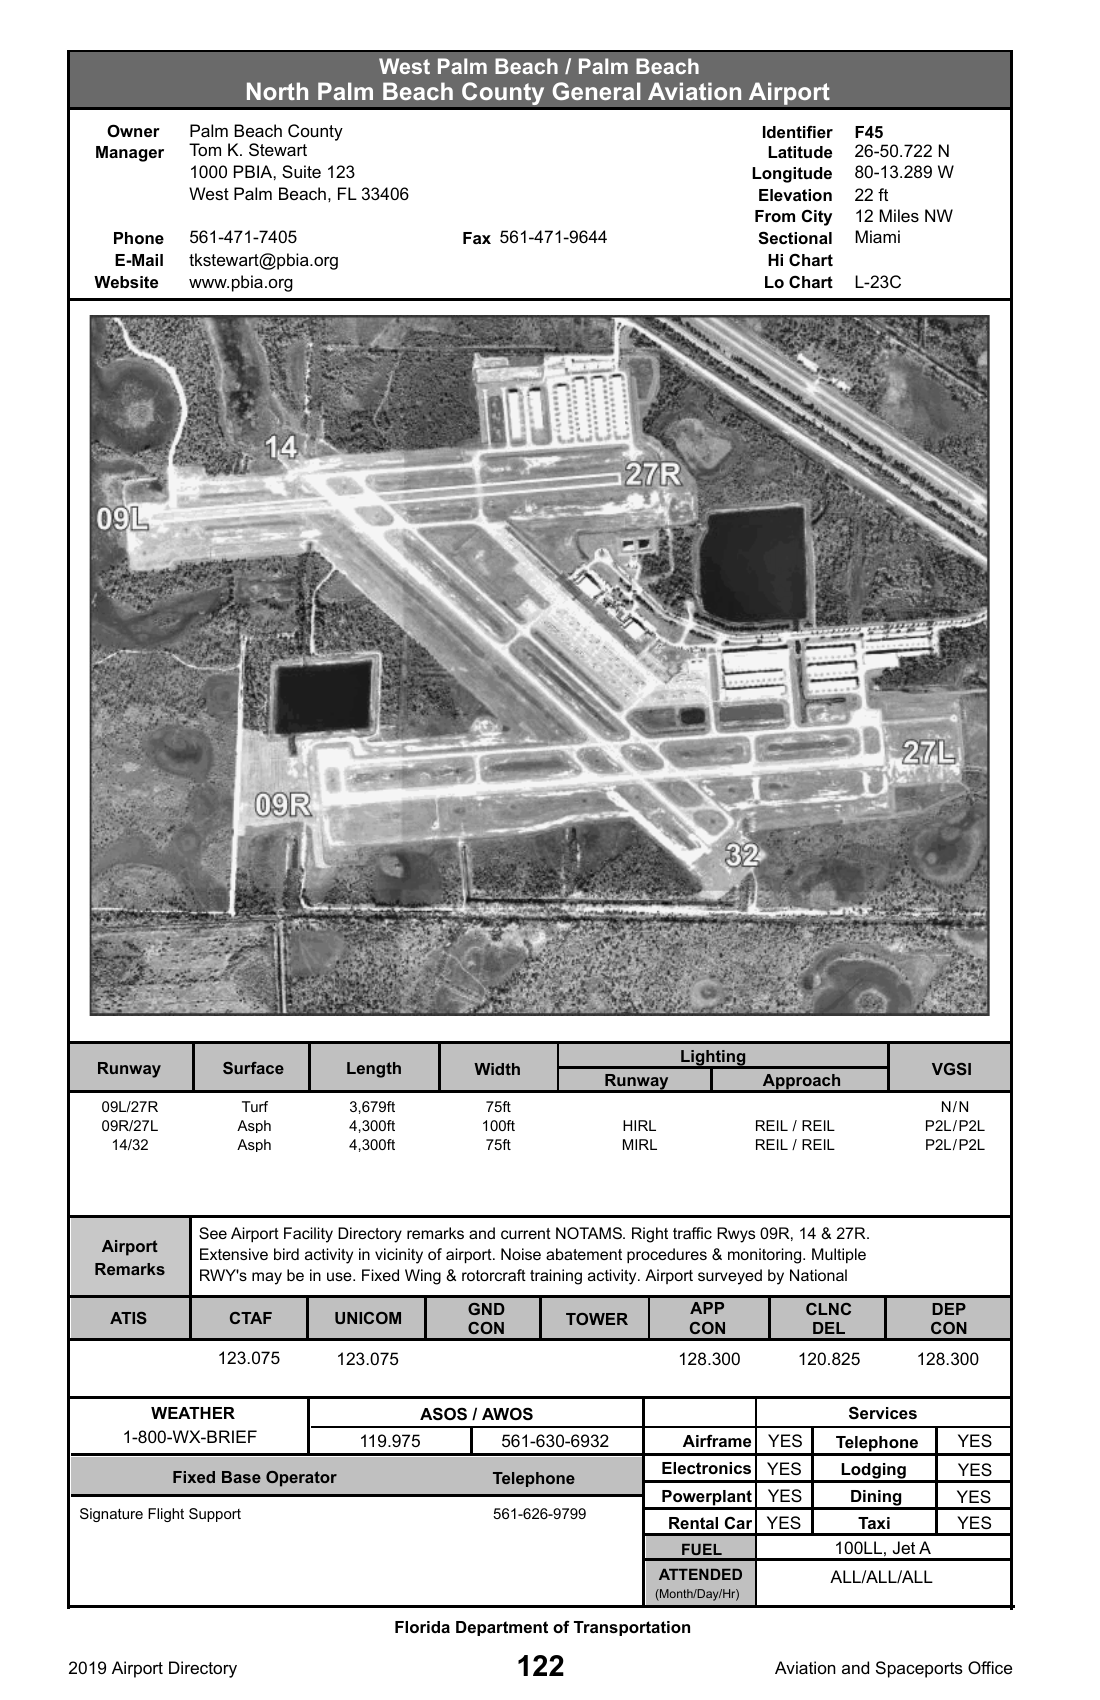 West Palm Beach / Palm Beach
North Palm Beach County General Aviation Airport
Owner Palm Beach County
Manager Tom K. Stewart
1000 PBIA, Suite 123
West Palm Beach, FL 33406
Phone 561-471-7405 Fax 561-471-9644
E-Mail tkstewart@pbia.org
Website www.pbia.org
Identifier F45
Latitude 26-50.722 N
Longitude 80-13.289 W
Elevation 22 ft
From City 12 Miles NW
Sectional Miami
Hi Chart
Lo Chart L-23C
14
27R
09L
27L
09R
32
Runway Surface Length Width Lighting VGSI
Runway Approach
09L/27R Turf 3,679ft 75ft N/N
09R/27L Asph 4,300ft 100ft HIRL REIL / REIL P2L/P2L
14/32 Asph 4,300ft 75ft MIRL REIL / REIL P2L/P2L
Airport Remarks
See Airport Facility Directory remarks and current NOTAMS. Right traffic Rwys 09R, 14 & 27R.
Extensive bird activity in vicinity of airport. Noise abatement procedures & monitoring. Multiple
RWY's may be in use. Fixed Wing & rotorcraft training activity. Airport surveyed by National
ATIS CTAF UNICOM GND CON TOWER APP CON CLNC DEL DEP CON
123.075 123.075 128.300 120.825 128.300
WEATHER
1-800-WX-BRIEF
ASOS / AWOS
119.975 561-630-6932
Fixed Base Operator Telephone
Signature Flight Support 561-626-9799
Services
Airframe YES Telephone YES
Electronics YES Lodging YES
Powerplant YES Dining YES
Rental Car YES Taxi YES
FUEL 100LL, Jet A
ATTENDED ALL/ALL/ALL
(Month/Day/Hr)
Florida Department of Transportation
2019 Airport Directory 122 Aviation and Spaceports Office